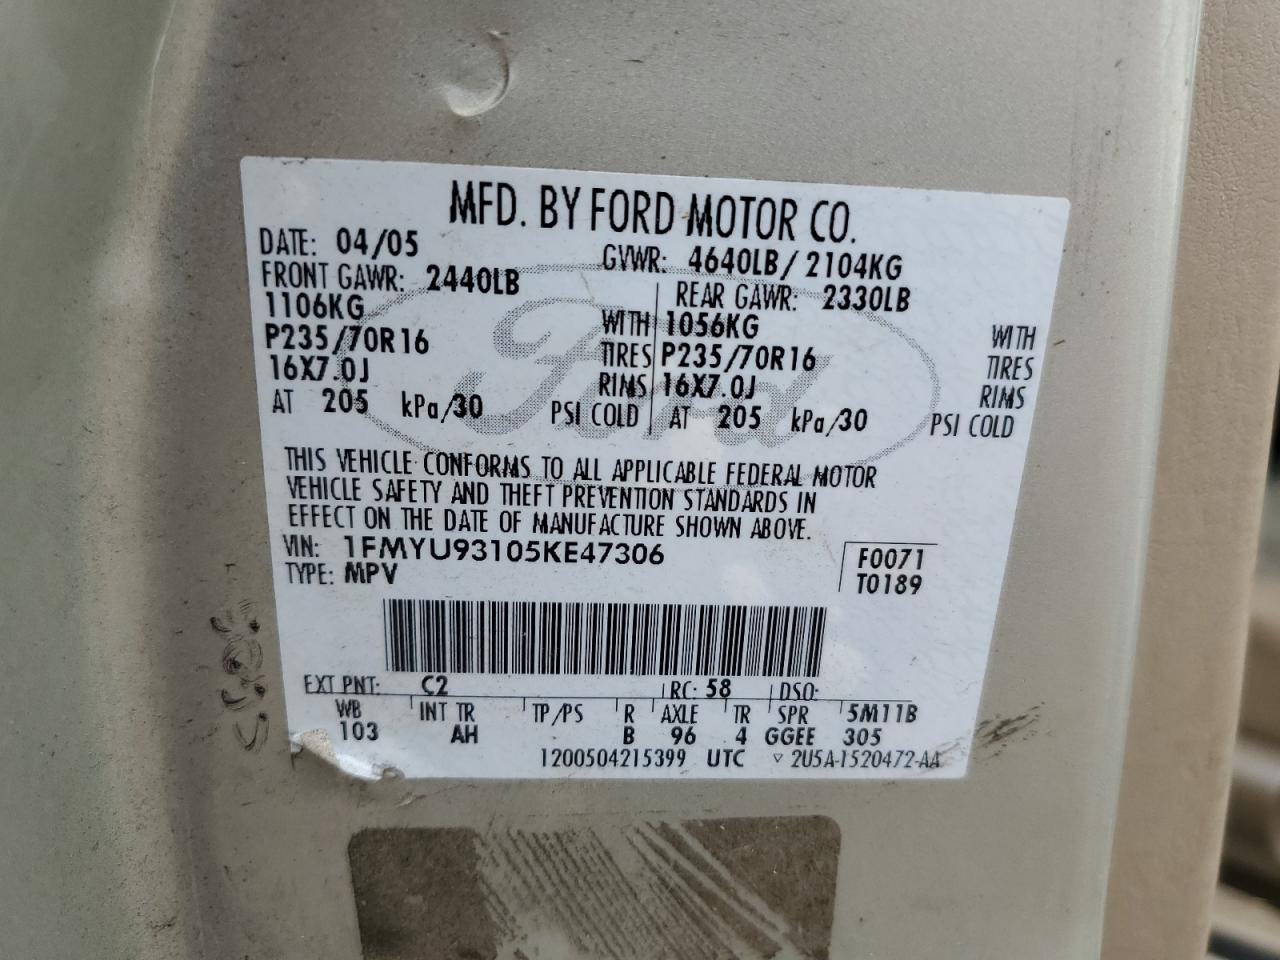 MFD. BY FORD MOTOR CO.
DATE: 04/05 GVWR: 4640LB/ 2104KG
FRONT GAWR: 2440LB REAR GAWR: 2330LB
1106KG WITH 1056KG WITH
P235/70R16 TIRES P235/70R16 TIRES
16X7.0J RIMS 16X7.0J RIMS
AT 205 kPa/30 PSI COLD AT 205 kPa/30 PSI COLD
Ford
THIS VEHICLE CONFORMS TO ALL APPLICABLE FEDERAL MOTOR
VEHICLE SAFETY AND THEFT PREVENTION STANDARDS IN
EFFECT ON THE DATE OF MANUFACTURE SHOWN ABOVE.
VIN: 1FMYU93105KE47306 F0071
TYPE: MPV T0189
EXT PNT: C2 RC: 58 DSO:
WB INT TR TP/PS R AXLE TR SPR 5M11B
103 AH B 96 4 GGEE 305
1200504215399 UTC ▽ 2U5A-1520472-AA